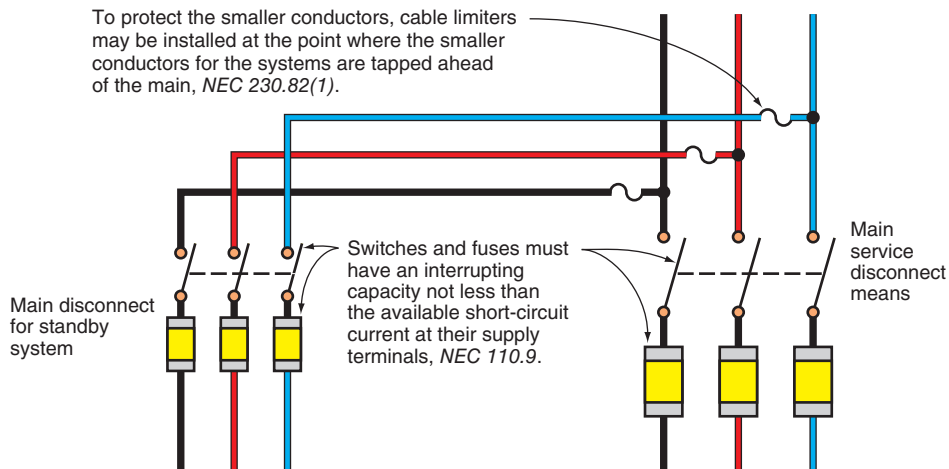 To protect the smaller conductors, cable limiters
may be installed at the point where the smaller
conductors for the systems are tapped ahead
of the main, NEC 230.82(1).
Switches and fuses must
have an interrupting
capacity not less than
the available short-circuit
current at their supply
terminals, NEC 110.9.
Main
service
disconnect
means
Main disconnect
for standby
system